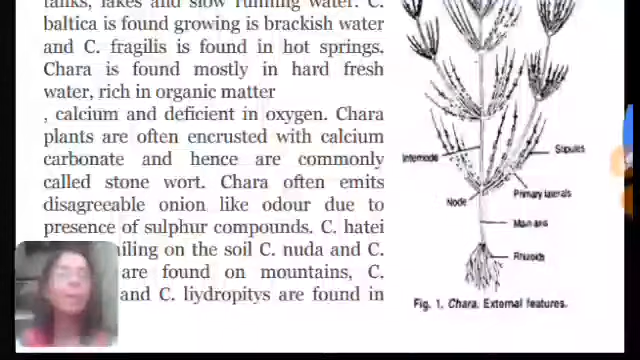 tanks, lakes and slow running water. C.
baltica is found growing is brackish water
and C. fragilis is found in hot springs.
Chara is found mostly in hard fresh
water, rich in organic matter
, calcium and deficient in oxygen. Chara
plants are often encrusted with calcium
carbonate and hence are commonly
called stone wort. Chara often emits
disagreeable onion like odour due to
presence of sulphur compounds. C. hatei
ailing on the soil C. nuda and C.
are found on mountains, C.
and C. liydropitys are found in
Internode
Stipules
Primary laterals
Node
Main axis
Rhizoids
Fig. 1. Chara. External features.